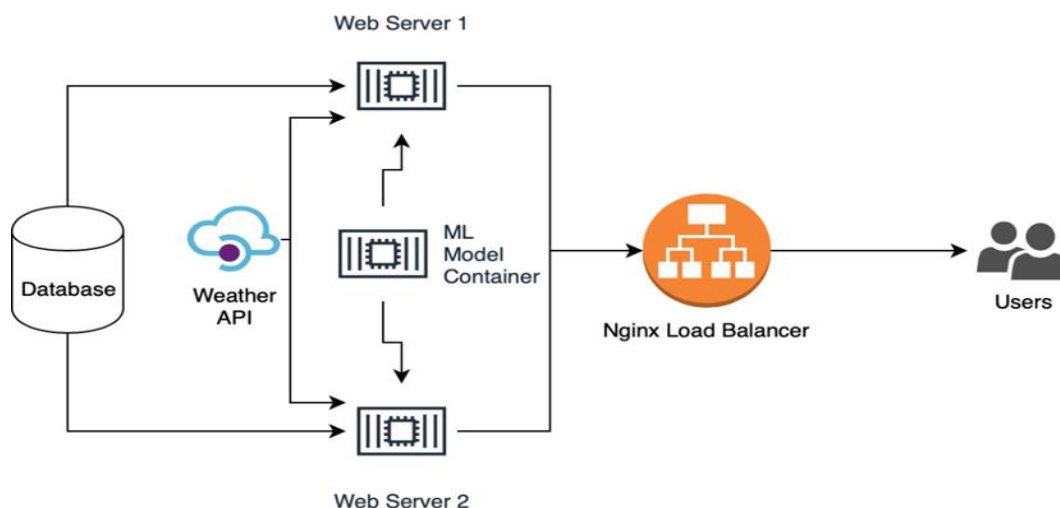 Web Server 1
Database
Weather
API
ML
Model
Container
Nginx Load Balancer
Users
Web Server 2